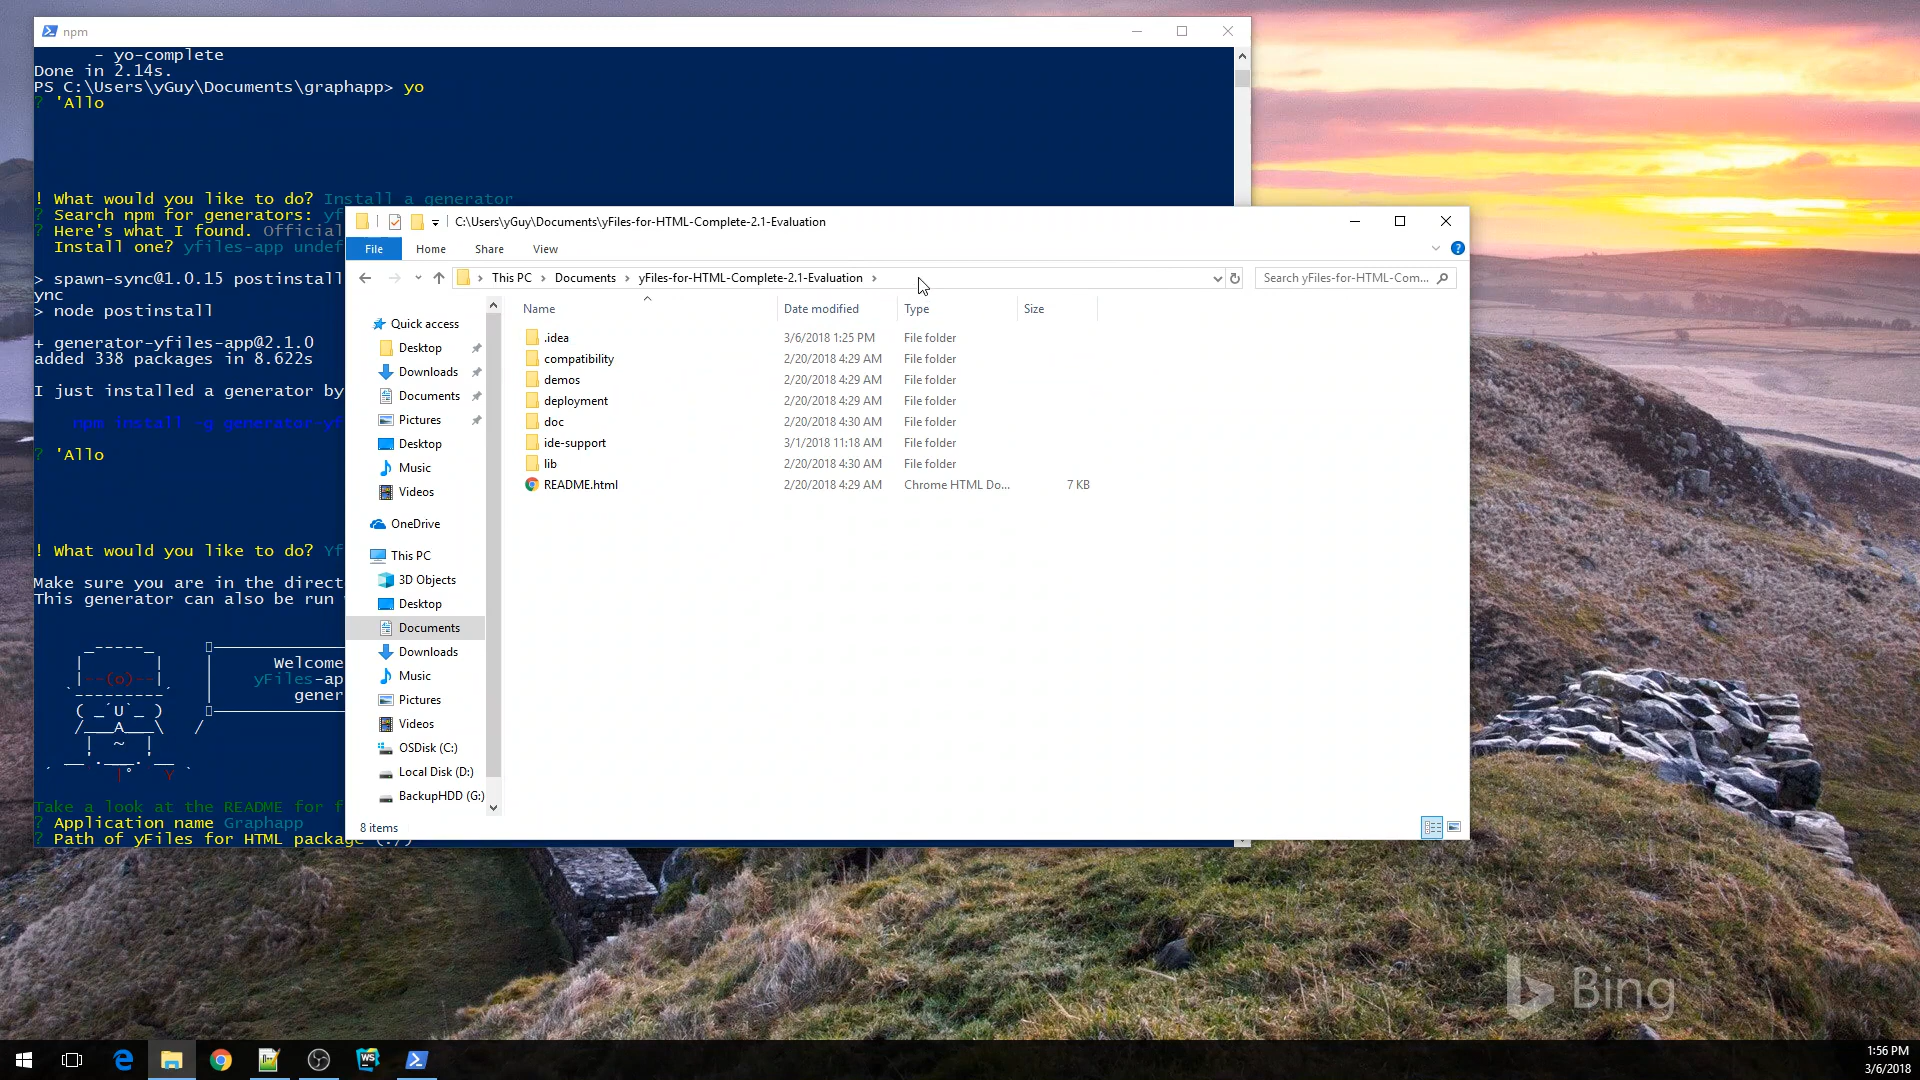 npm
- yo-complete
Done in 2.14s.
PS C:\Users\yGuy\Documents\graphapp> yo
? 'Allo
! What would you like to do? Install a generator
? Search npm for generators: yf
? Here's what I found. Official
Install one? yfiles-app undef
> spawn-sync@1.0.15 postinstall
ync
> node postinstall
+ generator-yfiles-app@2.1.0
added 338 packages in 8.622s
I just installed a generator by
npm install -g generator-yf
? 'Allo
! What would you like to do? Yf
Make sure you are in the direct
This generator can also be run
Welcome
yFiles-ap
gener
Take a look at the README for f
? Application name Graphapp
? Path of yFiles for HTML package (./)
C:\Users\yGuy\Documents\yFiles-for-HTML-Complete-2.1-Evaluation
File Home Share View
This PC > Documents > yFiles-for-HTML-Complete-2.1-Evaluation >
Search yFiles-for-HTML-Com...
Quick access
Desktop
Downloads
Documents
Pictures
Desktop
Music
Videos
OneDrive
This PC
3D Objects
Desktop
Documents
Downloads
Music
Pictures
Videos
OSDisk (C:)
Local Disk (D:)
BackupHDD (G:)
Name Date modified Type Size
.idea 3/6/2018 1:25 PM File folder
compatibility 2/20/2018 4:29 AM File folder
demos 2/20/2018 4:29 AM File folder
deployment 2/20/2018 4:29 AM File folder
doc 2/20/2018 4:30 AM File folder
ide-support 3/1/2018 11:18 AM File folder
lib 2/20/2018 4:30 AM File folder
README.html 2/20/2018 4:29 AM Chrome HTML Do... 7 KB
8 items
Bing
WS
1:56 PM
3/6/2018